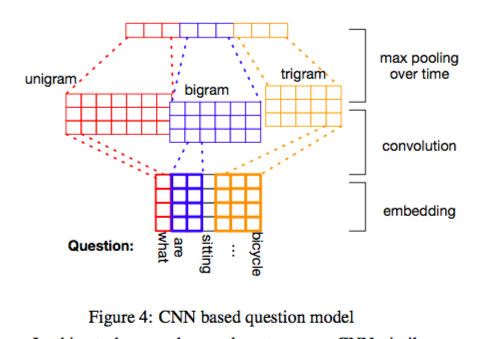 unigram
bigram
trigram
max pooling
over time
convolution
embedding
Question:
what
are
sitting
...
bicycle
Figure 4: CNN based question model